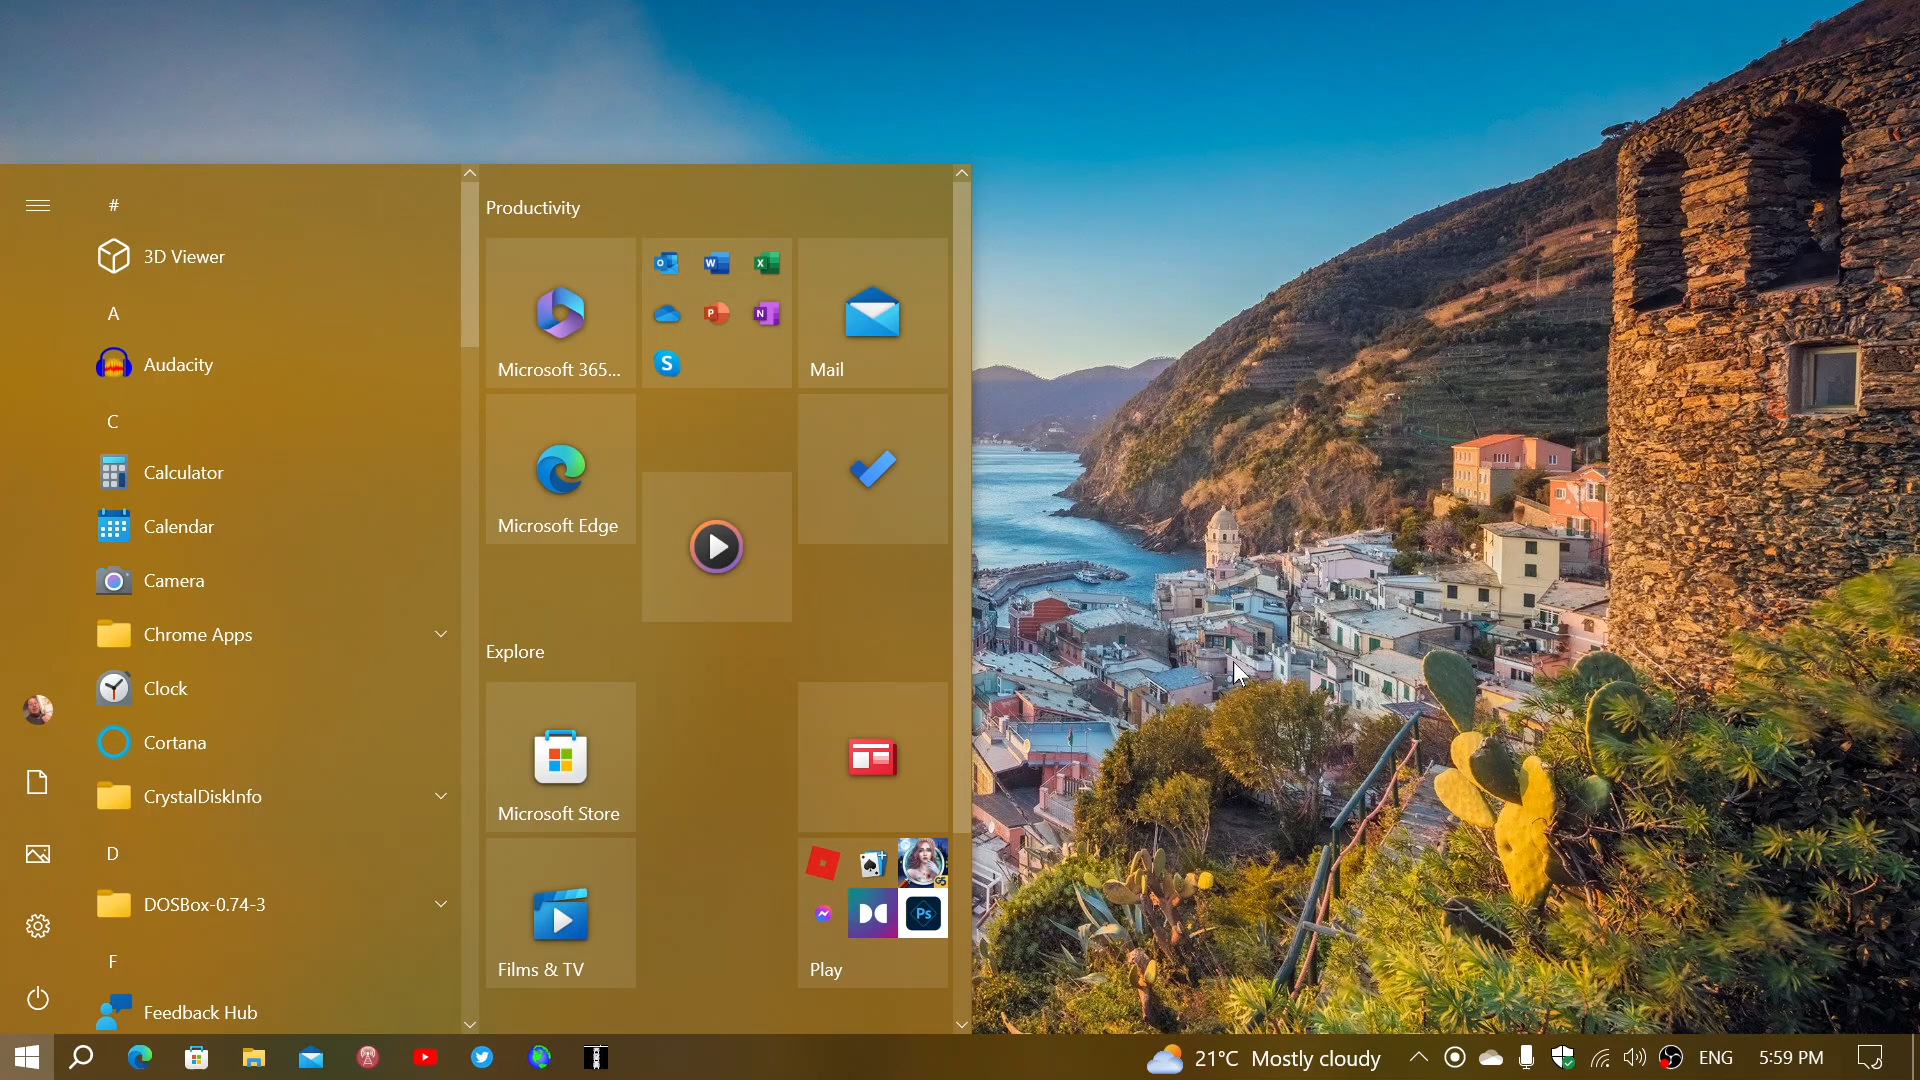 #
3D Viewer
A
Audacity
C
Calculator
Calendar
Camera
Chrome Apps
Clock
Cortana
CrystalDiskInfo
D
DOSBox-0.74-3
F
Feedback Hub
Productivity
Microsoft 365...
Mail
Microsoft Edge
Explore
Microsoft Store
Films & TV
Ps
Play
21°C Mostly cloudy
ENG
5:59 PM